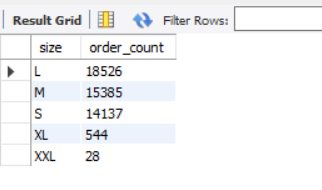 Result Grid Filter Rows:
size order_count
L 18526
M 15385
S 14137
XL 544
XXL 28